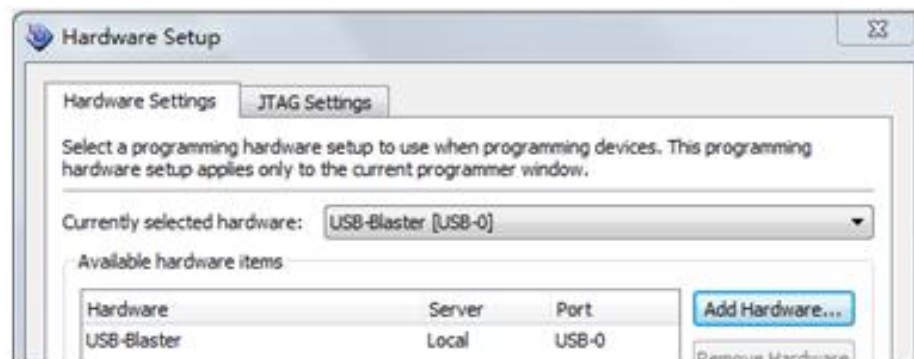 Hardware Setup
Hardware Settings
JTAG Settings
Select a programming hardware setup to use when programming devices. This programming
hardware setup applies only to the current programmer window.
Currently selected hardware:
USB-Blaster [USB-0]
Available hardware items
Hardware Server Port
USB-Blaster Local USB-0
Add Hardware...
Remove Hardware